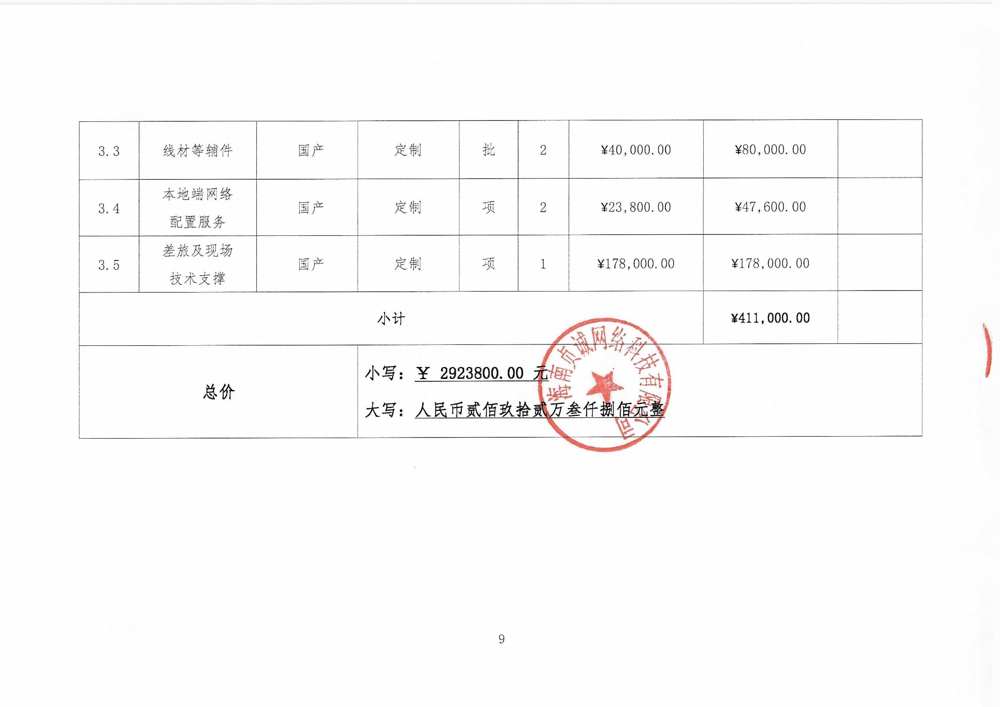 3.3 线材等辅件 国产 定制 批 2 ¥40,000.00 ¥80,000.00
本地端网络
3.4 国产 定制 项 2 ¥23,800.00 ¥47,600.00
配置服务
差旅及现场
3.5 国产 定制 项 1 ¥178,000.00 ¥178,000.00
技术支撑
小计 ¥411,000.00
总价
小写：¥ 2923800.00 元
大写：人民币贰佰玖拾贰万叁仟捌佰元整
海南贞诚网络科技有限公司
9